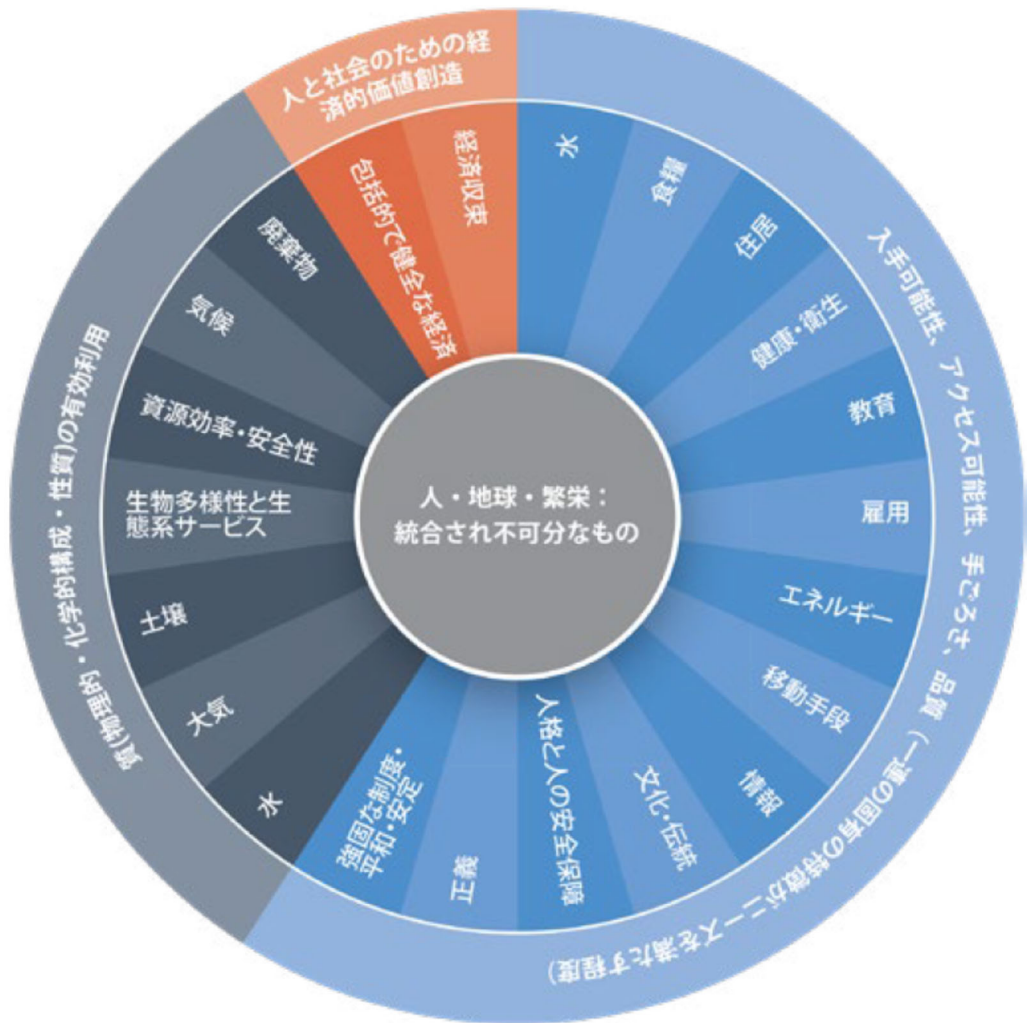 人と社会のための経
済的価値創造
入手可能性、アクセス可能性、手ごろさ、品質（一連の固有の特徴がニーズを満たす程度）
質(物理的・化学的構成・性質)の有効利用
水
食糧
住居
健康・衛生
教育
雇用
エネルギー
移動手段
情報
文化・伝統
人格と人の安全保障
正義
強固な制度・
平和・安定
水
大気
土壌
生物多様性と生
態系サービス
資源効率・安全性
気候
廃棄物
包括的で健全な経済
経済収束
人・地球・繁栄：
統合され不可分なもの